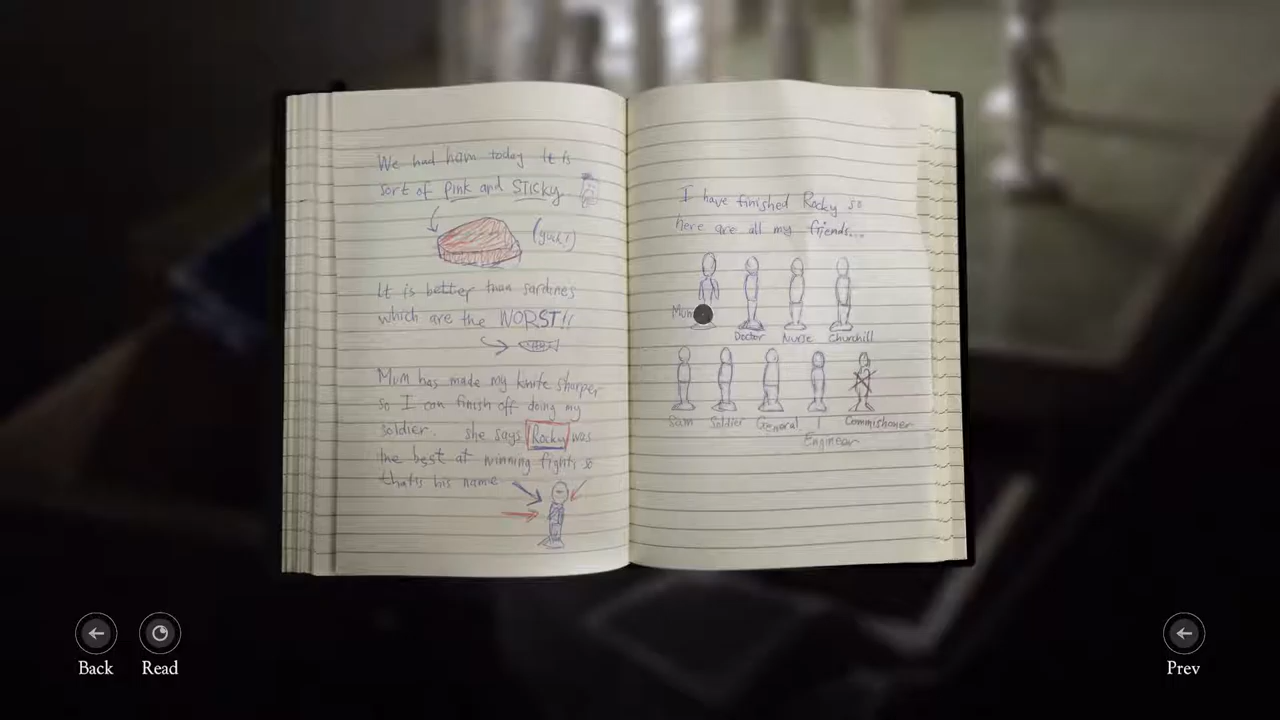 We had ham today It is
sort of Pink and STICKY.
(yuck!)
It is better than sardines
which are the WORST!!
Mum has made my knife sharper
so I can finish off doing my
soldier. she says Rocky was
the best at winning fights so
thats his name
I have finished Rocky so
here are all my friends...
Mum
Doctor Nurse Churchill
Sam Soldier General Commishoner
Engineer
Back
Read
Prev